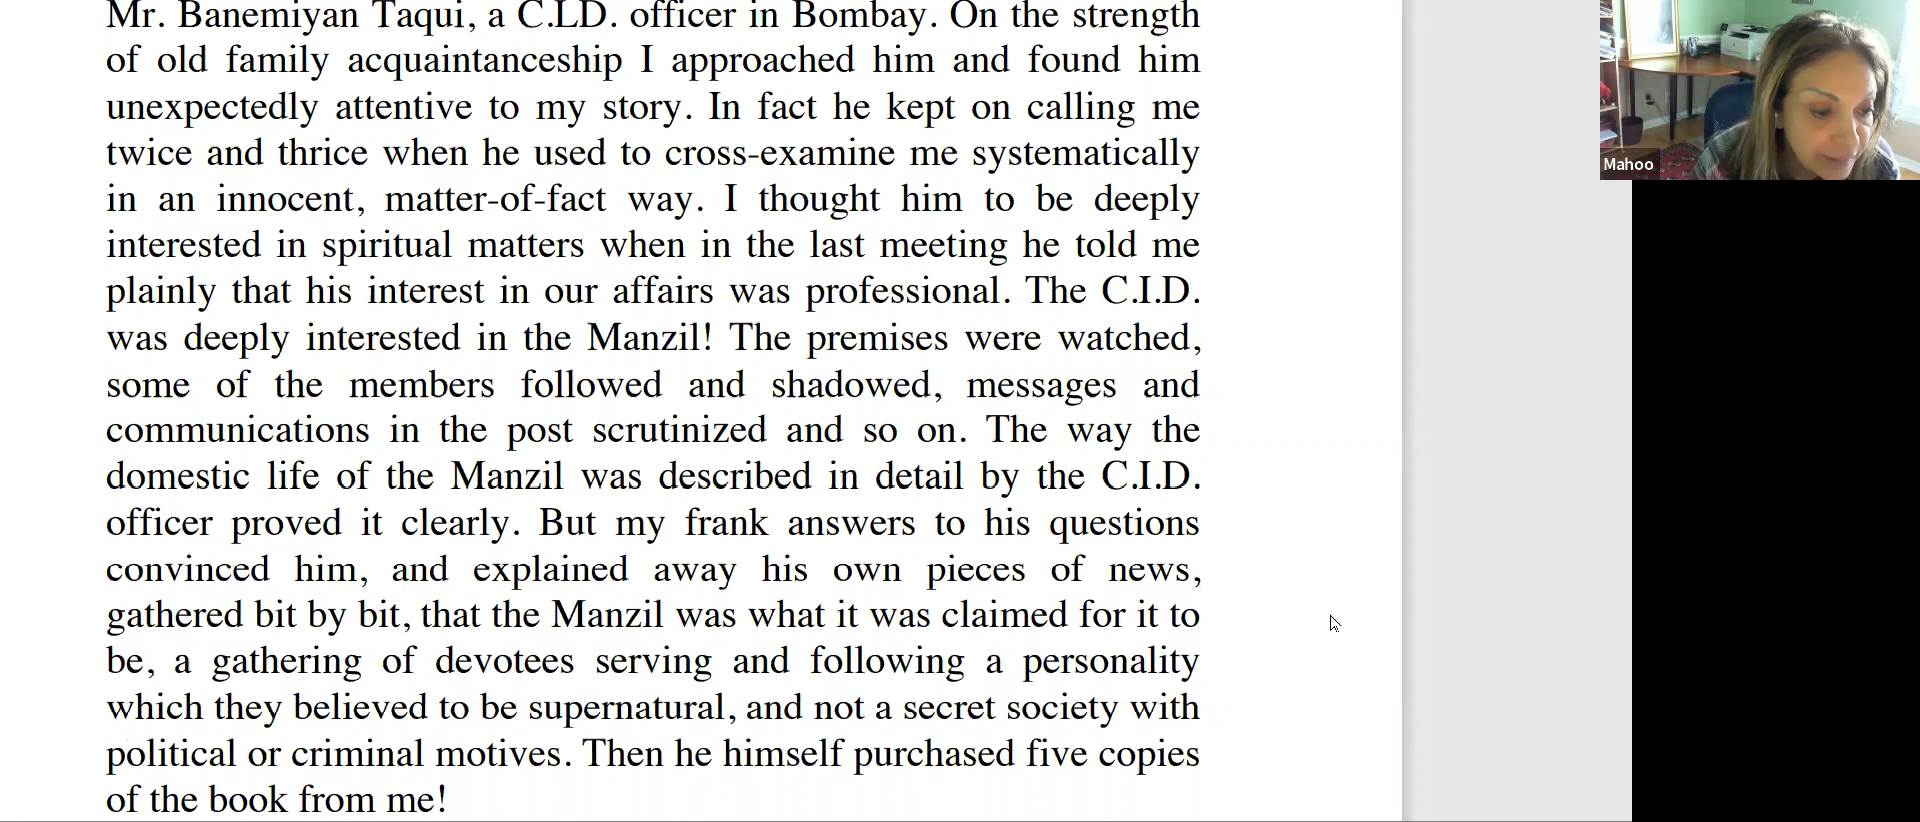 Mr. Banemiyan Taqui, a C.LD. officer in Bombay. On the strength
of old family acquaintanceship I approached him and found him
unexpectedly attentive to my story. In fact he kept on calling me
twice and thrice when he used to cross-examine me systematically
in an innocent, matter-of-fact way. I thought him to be deeply
interested in spiritual matters when in the last meeting he told me
plainly that his interest in our affairs was professional. The C.I.D.
was deeply interested in the Manzil! The premises were watched,
some of the members followed and shadowed, messages and
communications in the post scrutinized and so on. The way the
domestic life of the Manzil was described in detail by the C.I.D.
officer proved it clearly. But my frank answers to his questions
convinced him, and explained away his own pieces of news,
gathered bit by bit, that the Manzil was what it was claimed for it to
be, a gathering of devotees serving and following a personality
which they believed to be supernatural, and not a secret society with
political or criminal motives. Then he himself purchased five copies
of the book from me!
Mahoo